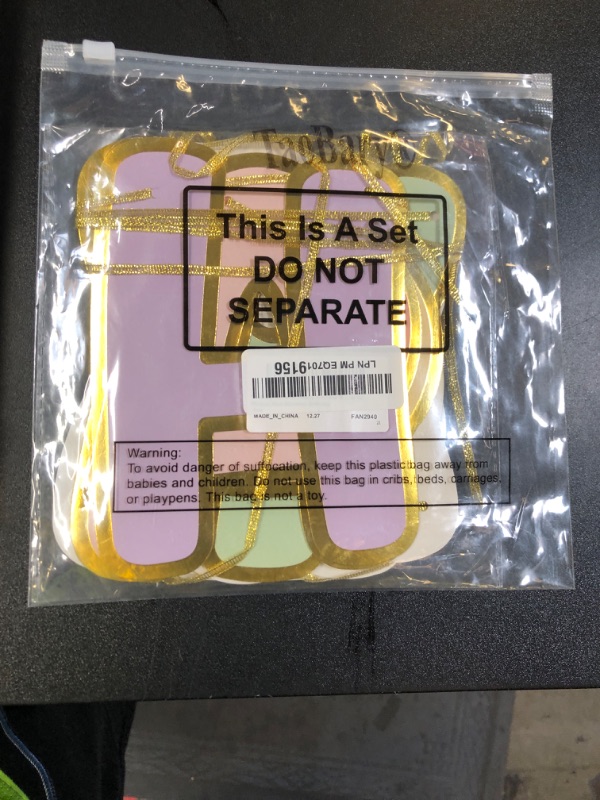 TaoBary
This Is A Set
DO NOT
SEPARATE
LPN PM EQ7019156
MADE_IN_CHINA 12.27 FAN2940
Warning:
To avoid danger of suffocation, keep this plastic bag away from
babies and children. Do not use this bag in cribs, beds, carriages,
or playpens. This bag is not a toy.